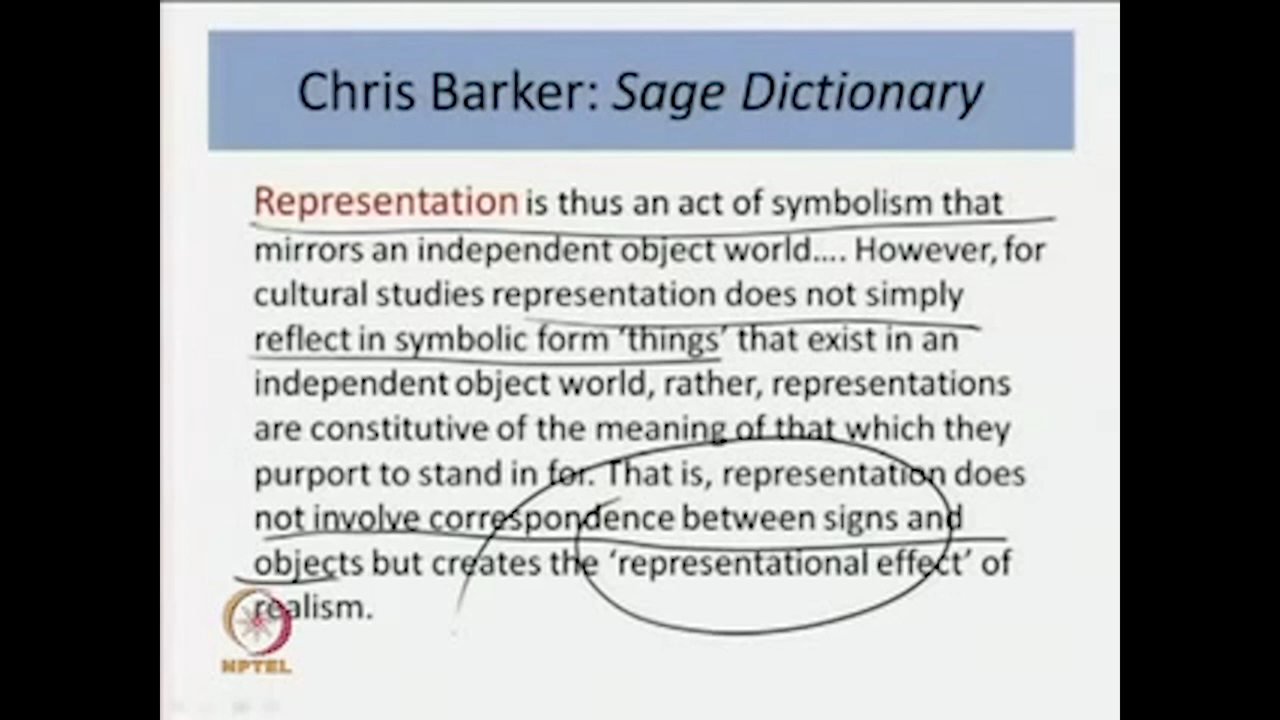 Chris Barker: Sage Dictionary
Representation is thus an act of symbolism that
mirrors an independent object world.... However, for
cultural studies representation does not simply
reflect in symbolic form ‘things’ that exist in an
independent object world, rather, representations
are constitutive of the meaning of that which they
purport to stand in for. That is, representation does
not involve correspondence between signs and
objects but creates the ‘representational effect’ of
realism.
NPTEL